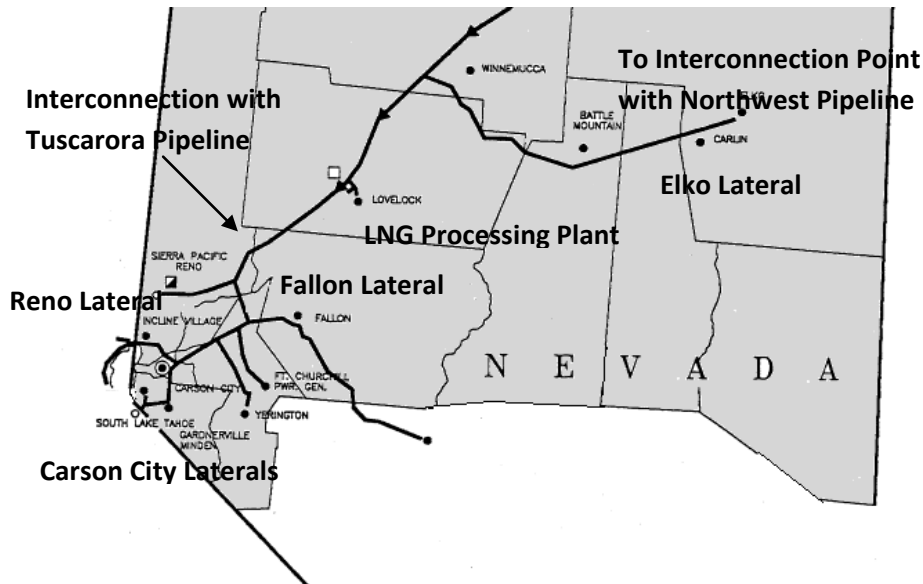 To Interconnection Point
with Northwest Pipeline
WINNEMUCCA
Interconnection with
Tuscarora Pipeline
BATTLE
MOUNTAIN
CARLIN
Elko Lateral
LOVELOCK
LNG Processing Plant
SIERRA PACIFIC
RENO
Fallon Lateral
Reno Lateral
INCLINE VILLAGE
FALLON
NEVADA
FT. CHURCHILL
PWR. GEN.
CARSON CITY
YERINGTON
SOUTH LAKE TAHOE
GARDNERVILLE
MINDEN
Carson City Laterals